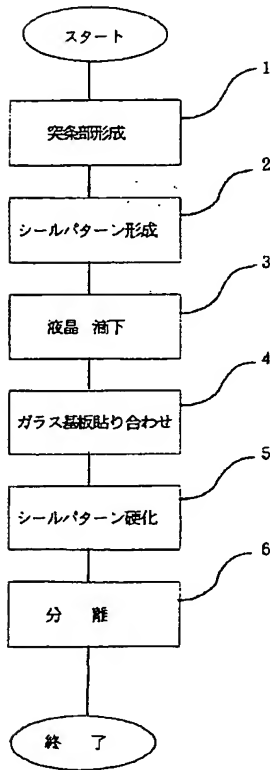 スタート
1
突条部形成
2
シールパターン形成
3
液晶 滴下
4
ガラス基板貼り合わせ
5
シールパターン硬化
6
分 離
終 了